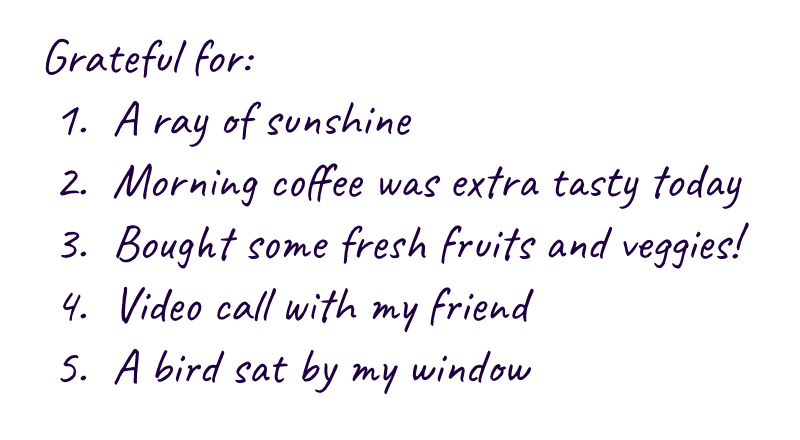 Grateful for:
1. A ray of sunshine
2. Morning coffee was extra tasty today
3. Bought some fresh fruits and veggies!
4. Video call with my friend
5. A bird sat by my window